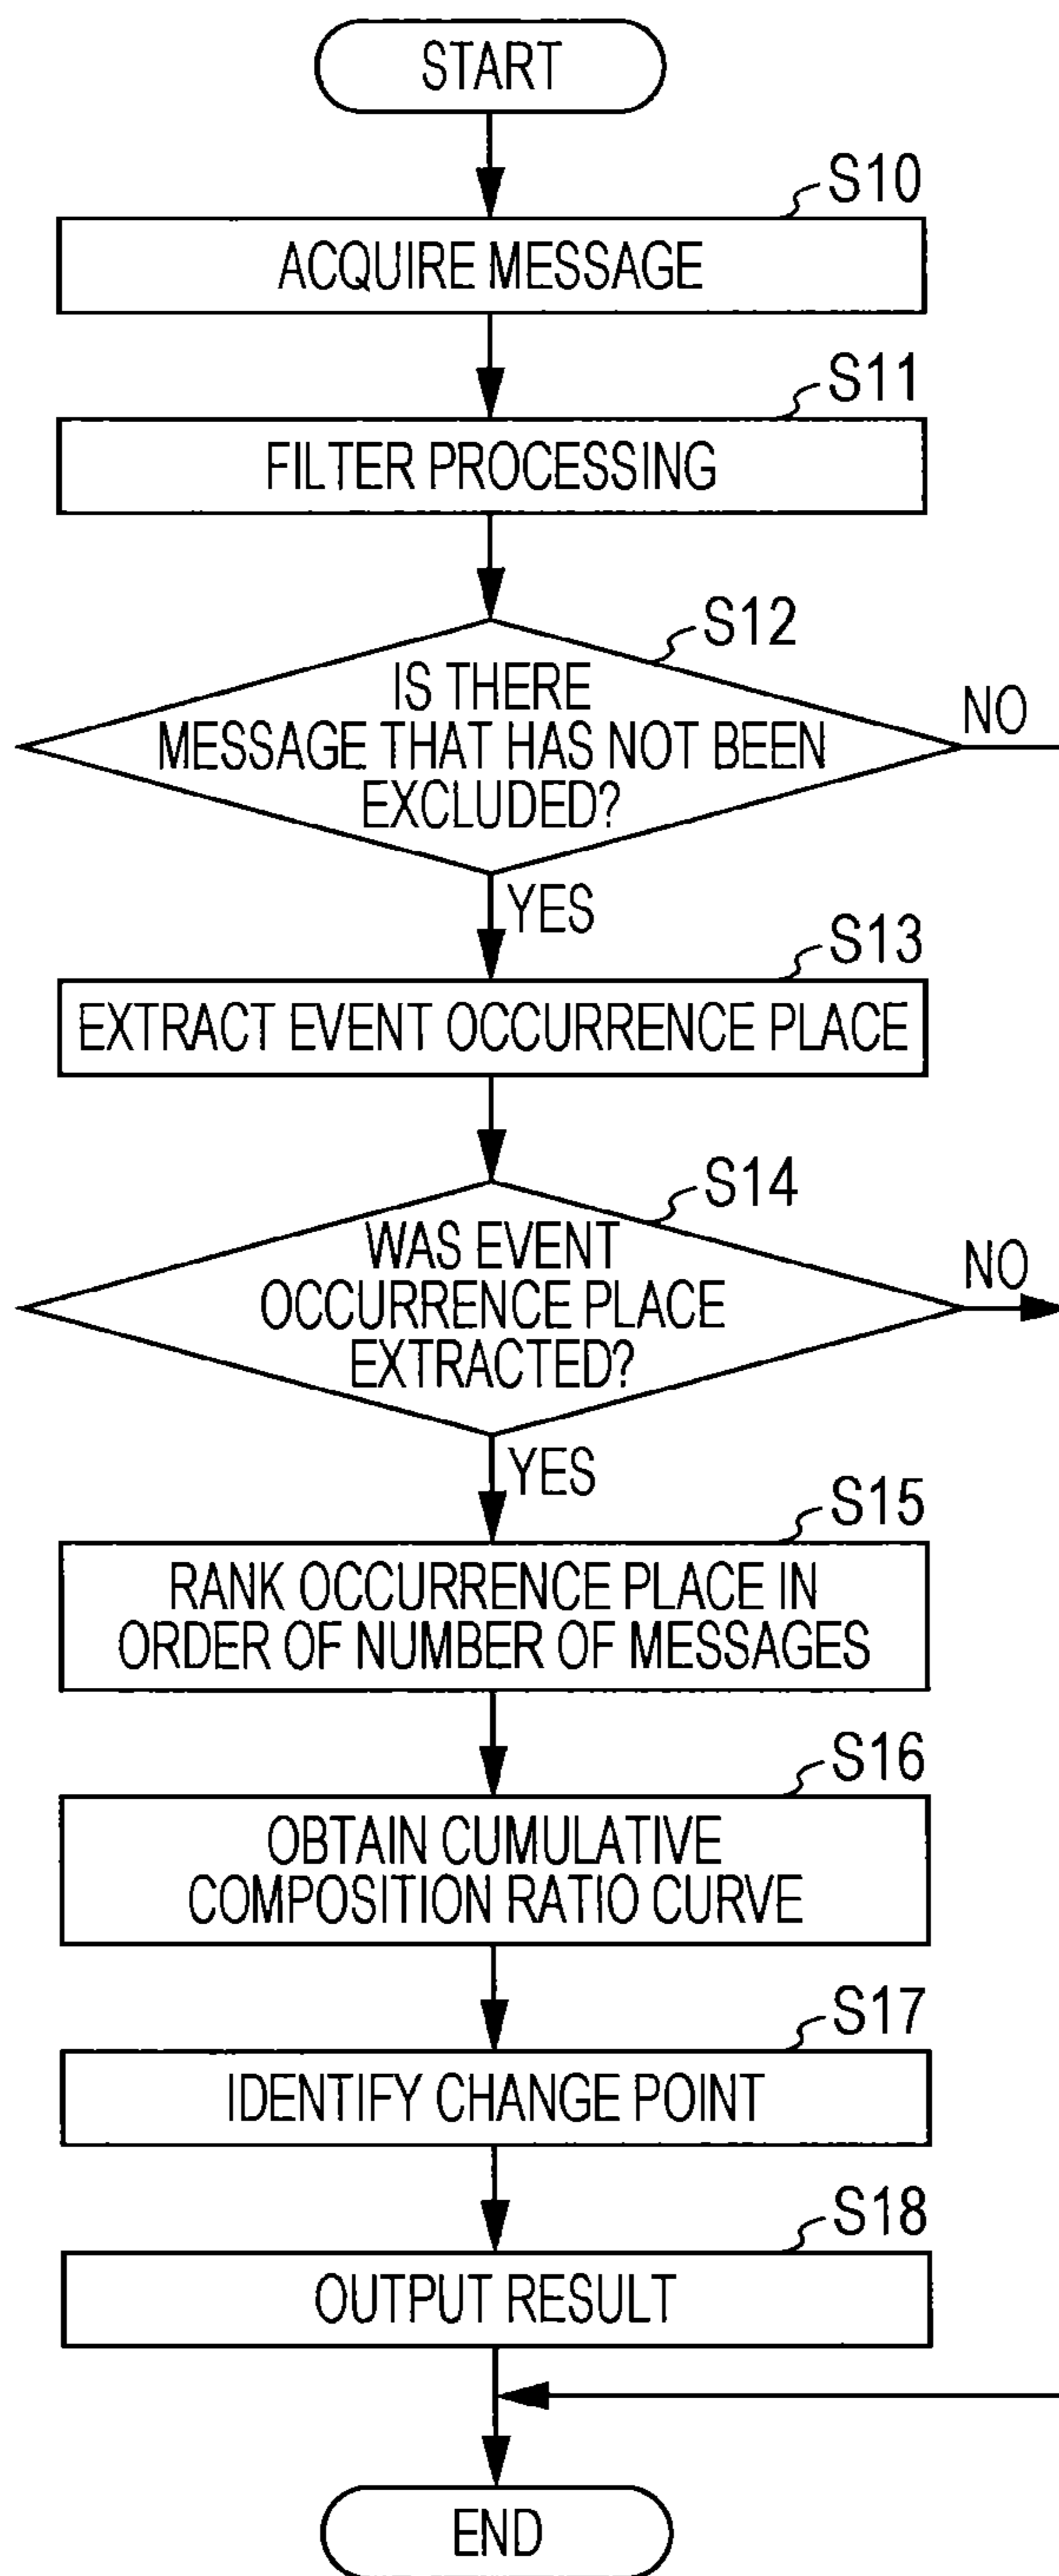 START
S10
ACQUIRE MESSAGE
S11
FILTER PROCESSING
S12
IS THERE
MESSAGE THAT HAS NOT BEEN
EXCLUDED?
NO
YES
S13
EXTRACT EVENT OCCURRENCE PLACE
S14
WAS EVENT
OCCURRENCE PLACE
EXTRACTED?
NO
YES
S15
RANK OCCURRENCE PLACE IN
ORDER OF NUMBER OF MESSAGES
S16
OBTAIN CUMULATIVE
COMPOSITION RATIO CURVE
S17
IDENTIFY CHANGE POINT
S18
OUTPUT RESULT
END